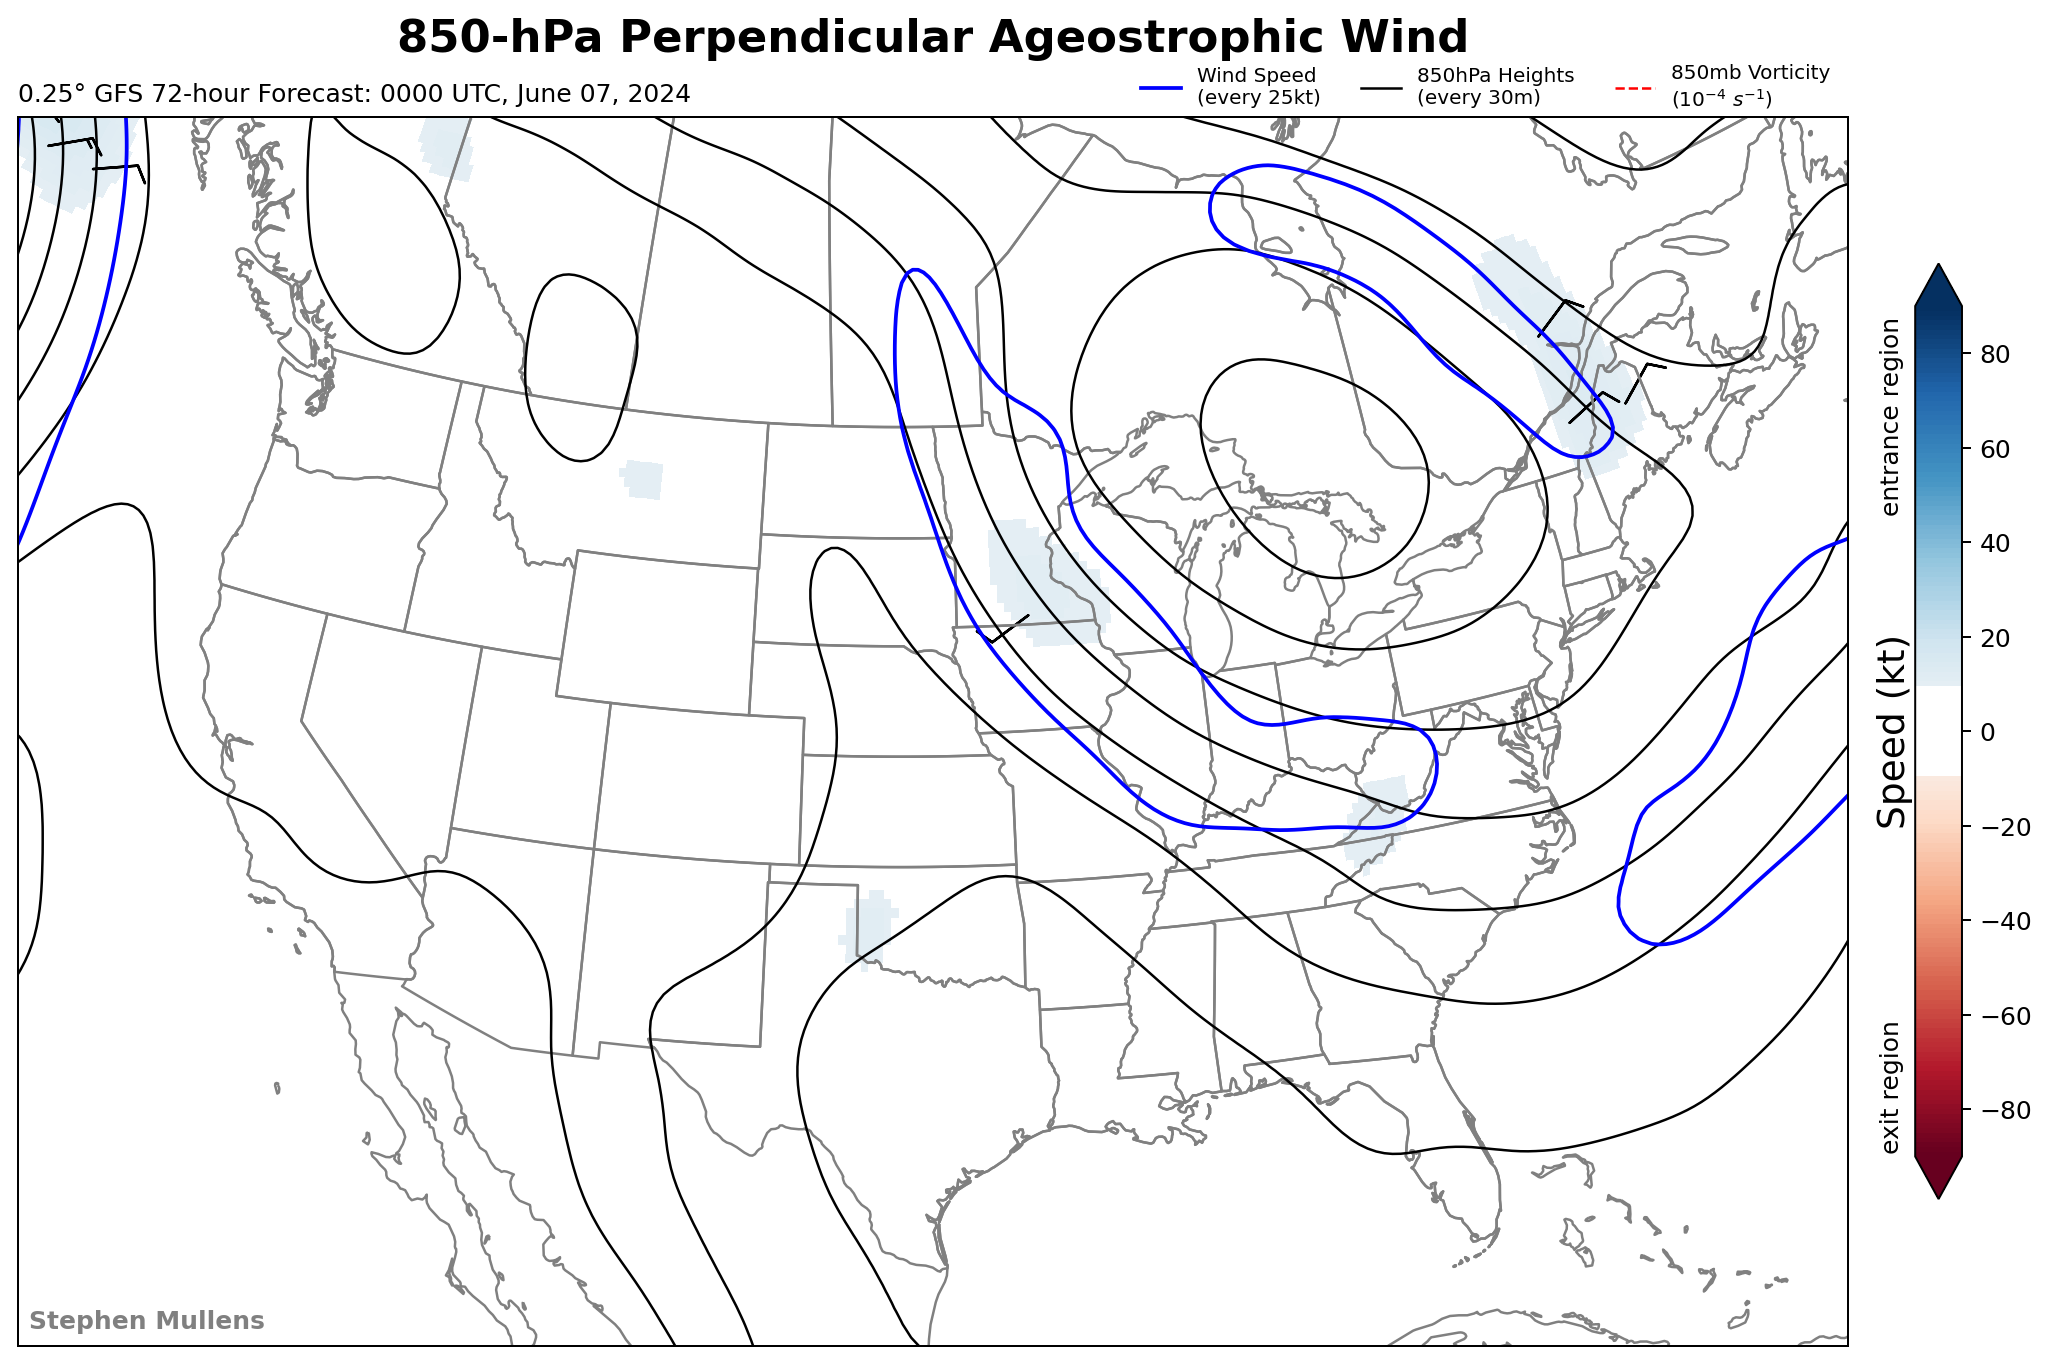 850-hPa Perpendicular Ageostrophic Wind
0.25° GFS 72-hour Forecast: 0000 UTC, June 07, 2024
Wind Speed
(every 25kt)
850hPa Heights
(every 30m)
850mb Vorticity
(10⁻⁴ s⁻¹)
entrance region
Speed (kt)
exit region
80
60
40
20
0
−20
−40
−60
−80
Stephen Mullens